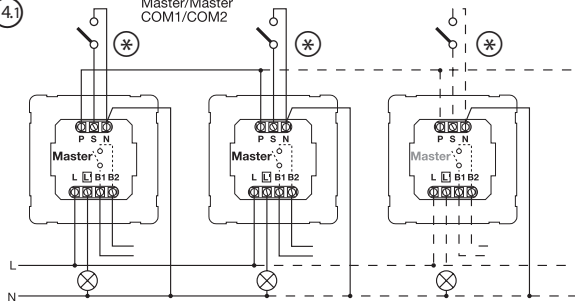 4.1
Master/Master
COM1/COM2
* * *
P S N P S N P S N
Master Master Master
L L' B1 B2 L L' B1 B2 L L' B1 B2
L
N